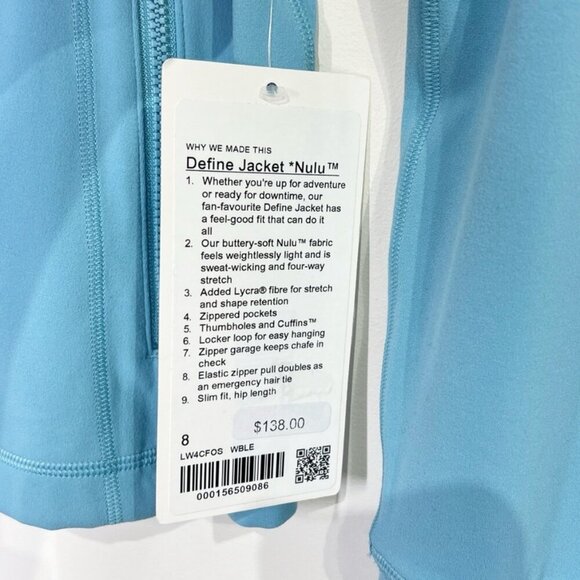 WHY WE MADE THIS
Define Jacket *Nulu™
1. Whether you're up for adventure
or ready for downtime, our
fan-favourite Define Jacket has
a feel-good fit that can do it
all
2. Our buttery-soft Nulu™ fabric
feels weightlessly light and is
sweat-wicking and four-way
stretch
3. Added Lycra® fibre for stretch
and shape retention
4. Zippered pockets
5. Thumbholes and Cuffins™
6. Locker loop for easy hanging
7. Zipper garage keeps chafe in
check
8. Elastic zipper pull doubles as
an emergency hair tie
9. Slim fit, hip length
$138.00
8
LW4CFOS WBLE
000156509086